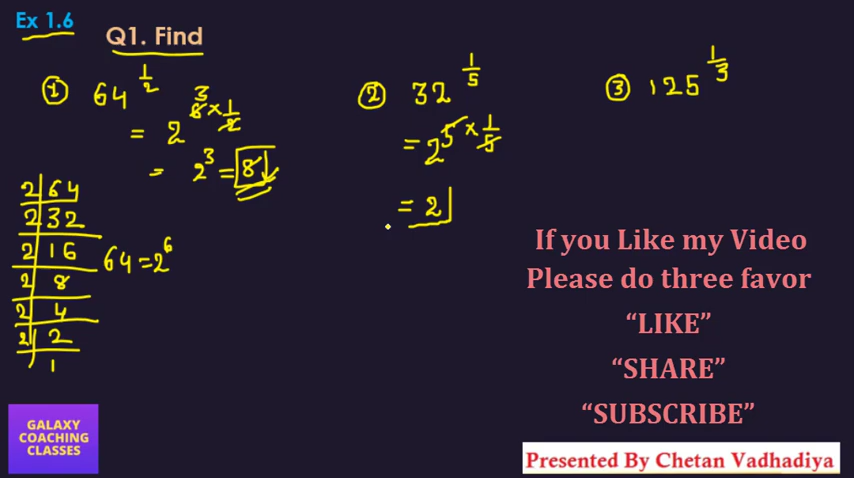 Ex 1.6
Q1. Find
① 64^(1/2)
= 2^(6×1/2) 3
= 2^3 = 8
2|64
2|32
2|16
2|8
2|4
2|2
1
64=2^6
② 32^(1/5)
= 2^(5×1/5)
= 2
③ 125^(1/3)
If you Like my Video
Please do three favor
“LIKE”
“SHARE”
“SUBSCRIBE”
GALAXY
COACHING
CLASSES
Presented By Chetan Vadhadiya